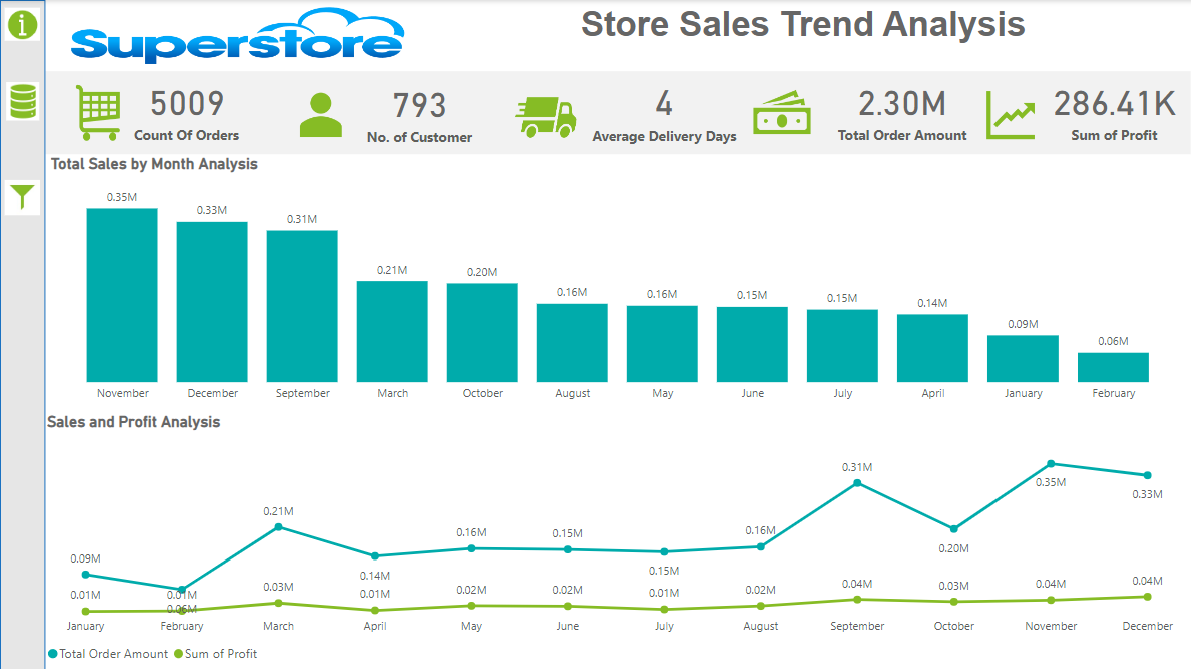 Superstore
Store Sales Trend Analysis
5009
Count Of Orders
793
No. of Customer
4
Average Delivery Days
2.30M
Total Order Amount
286.41K
Sum of Profit
Total Sales by Month Analysis
0.35M
0.33M
0.31M
0.21M
0.20M
0.16M
0.16M
0.15M
0.15M
0.14M
0.09M
0.06M
November
December
September
March
October
August
May
June
July
April
January
February
Sales and Profit Analysis
0.09M
0.01M
0.01M
0.06M
0.21M
0.03M
0.14M
0.01M
0.16M
0.02M
0.15M
0.02M
0.15M
0.01M
0.16M
0.02M
0.31M
0.04M
0.20M
0.03M
0.35M
0.04M
0.33M
0.04M
January
February
March
April
May
June
July
August
September
October
November
December
Total Order Amount
Sum of Profit